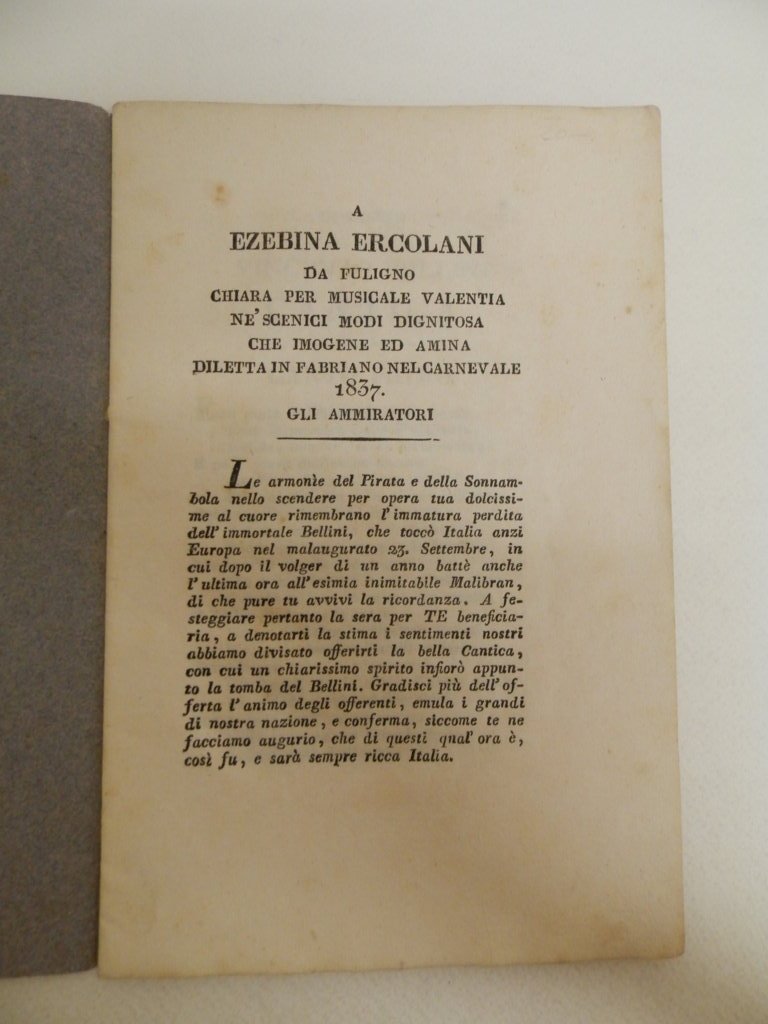 A
EZEBINA ERCOLANI
DA FULIGNO
CHIARA PER MUSICALE VALENTIA
NE' SCENICI MODI DIGNITOSA
CHE IMOGENE ED AMINA
DILETTA IN FABRIANO NEL CARNEVALE
1837.
GLI AMMIRATORI
Le armonìe del Pirata e della Sonnam-
bola nello scendere per opera tua dolcissi-
me al cuore rimembrano l'immatura perdita
dell'immortale Bellini, che toccò Italia anzi
Europa nel malaugurato 23. Settembre, in
cui dopo il volger di un anno battè anche
l'ultima ora all'esimia inimitabile Malibran,
di che pure tu avvivi la ricordanza. A fe-
steggiare pertanto la sera per TE beneficia-
ria, a denotarti la stima i sentimenti nostri
abbiamo divisato offerirti la bella Cantica,
con cui un chiarissimo spirito infiorò appun-
to la tomba del Bellini. Gradisci più dell'of-
ferta l'animo degli offerenti, emula i grandi
di nostra nazione, e conferma, siccome te ne
facciamo augurio, che di questi qual'ora è,
così fu, e sarà sempre ricca Italia.